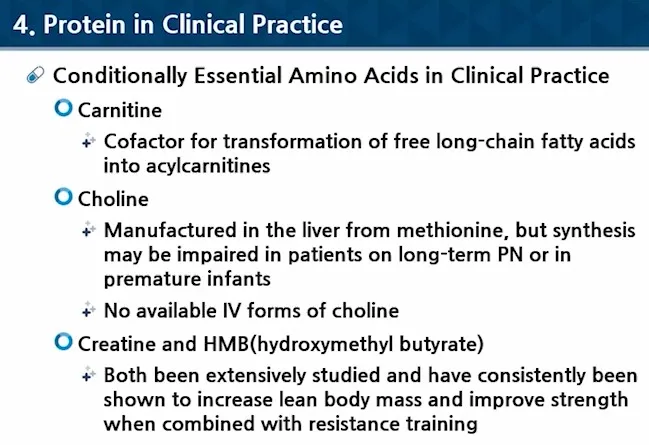 4. Protein in Clinical Practice
Conditionally Essential Amino Acids in Clinical Practice
Carnitine
Cofactor for transformation of free long-chain fatty acids
into acylcarnitines
Choline
Manufactured in the liver from methionine, but synthesis
may be impaired in patients on long-term PN or in
premature infants
No available IV forms of choline
Creatine and HMB(hydroxymethyl butyrate)
Both been extensively studied and have consistently been
shown to increase lean body mass and improve strength
when combined with resistance training